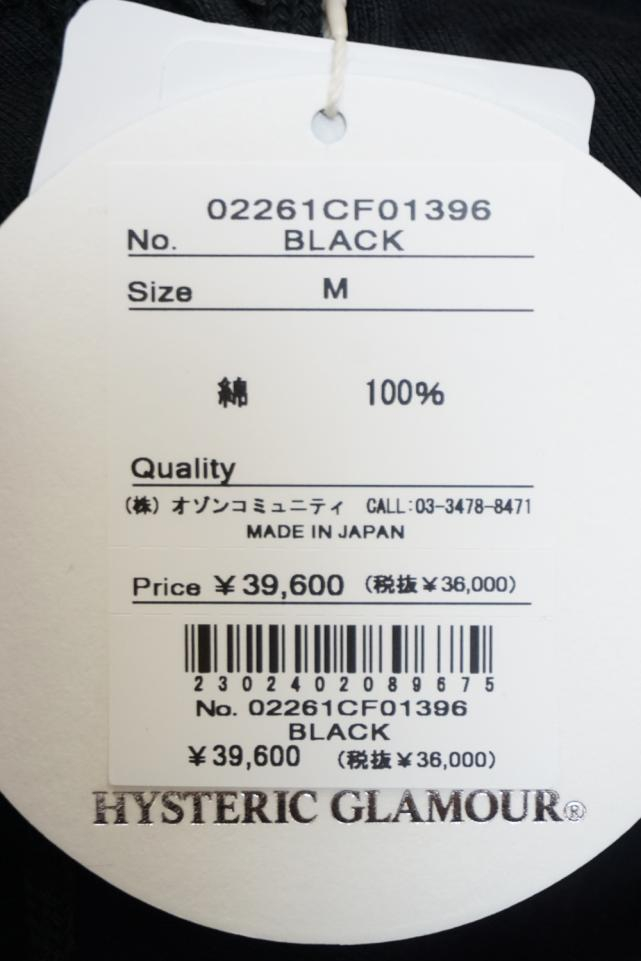 02261CF01396
No. BLACK
Size M
綿 100%
Quality
(株) オゾンコミュニティ CALL:03-3478-8471
MADE IN JAPAN
Price ¥39,600 (税抜¥36,000)
2302402089675
No. 02261CF01396
BLACK
¥39,600 (税抜¥36,000)
HYSTERIC GLAMOUR®